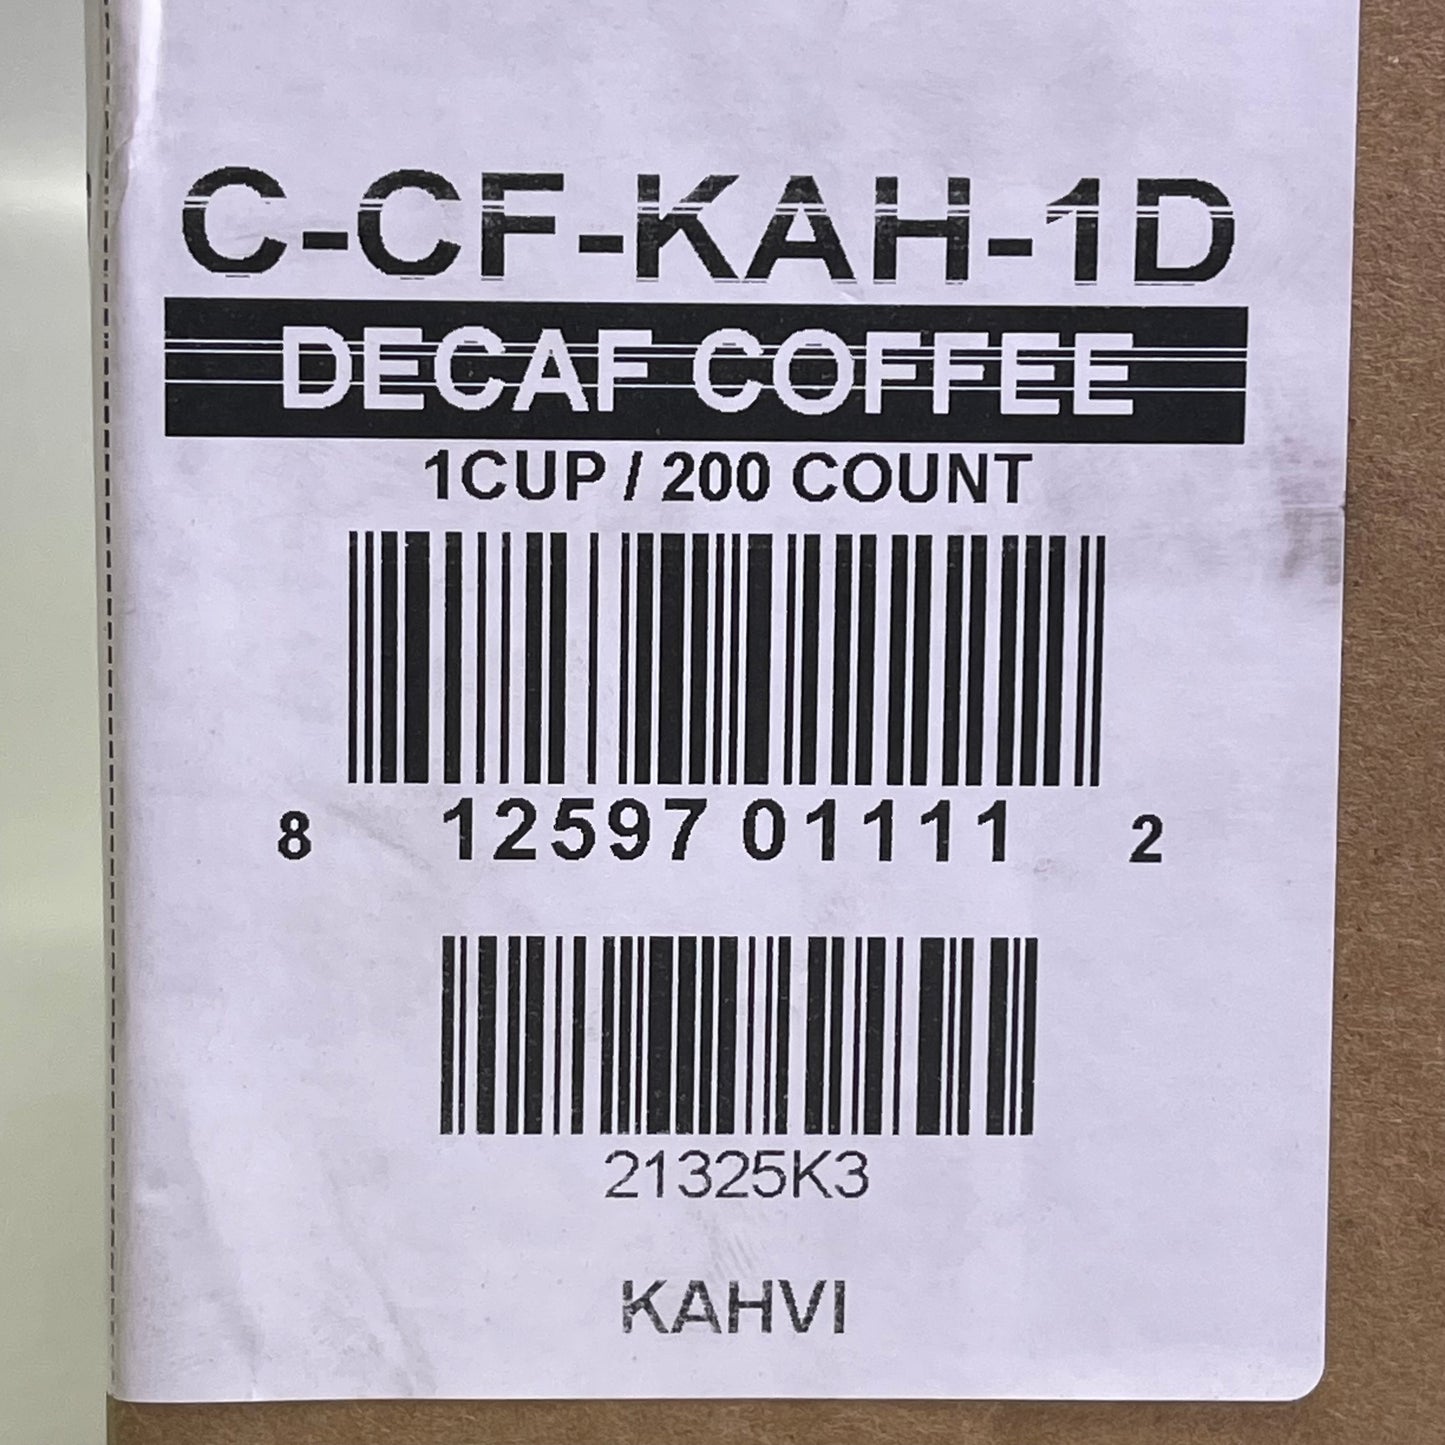 C-CF-KAH-1D
DECAF COFFEE
1CUP / 200 COUNT
8 12597 01111 2
21325K3
KAHVI